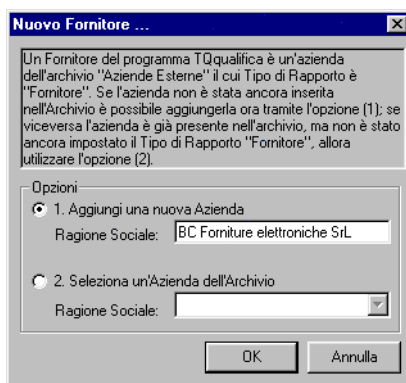 Nuovo Fornitore ...
Un Fornitore del programma TQqualifica è un'azienda
dell'archivio "Aziende Esterne" il cui Tipo di Rapporto è
"Fornitore". Se l'azienda non è stata ancora inserita
nell'Archivio è possibile aggiungerla ora tramite l'opzione (1); se
viceversa l'azienda è già presente nell'archivio, ma non è stato
ancora impostato il Tipo di Rapporto "Fornitore", allora
utilizzare l'opzione (2).
Opzioni
1. Aggiungi una nuova Azienda
Ragione Sociale: BC Forniture elettroniche SrL
2. Seleziona un'Azienda dell'Archivio
Ragione Sociale:
OK Annulla